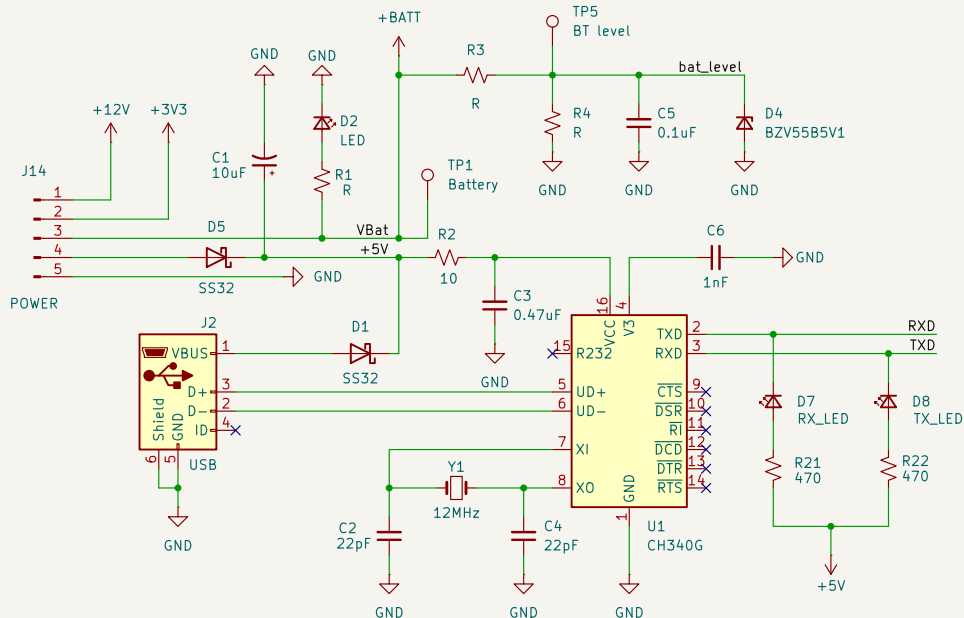 TP5
BT level
+BATT
GND
GND
R3
R
bat_level
+12V
+3V3
D2
LED
R4
R
C5
0.1uF
D4
BZV55B5V1
C1
10uF
+
R1
R
TP1
Battery
GND
GND
GND
J14
1
2
3
4
5
POWER
VBat
+5V
D5
SS32
GND
R2
10
C3
0.47uF
GND
C6
1nF
GND
J2
VBUS
1
D+
3
D-
2
ID
4
Shield
GND
6
5
USB
GND
D1
SS32
16
VCC
4
V3
15
R232
5
UD+
6
UD-
7
XI
8
XO
TXD
2
RXD
3
CTS
9
DSR
10
RI
11
DCD
12
DTR
13
RTS
14
GND
1
U1
CH340G
GND
RXD
TXD
D7
RX_LED
D8
TX_LED
R21
470
R22
470
+5V
Y1
12MHz
C2
22pF
C4
22pF
GND
GND